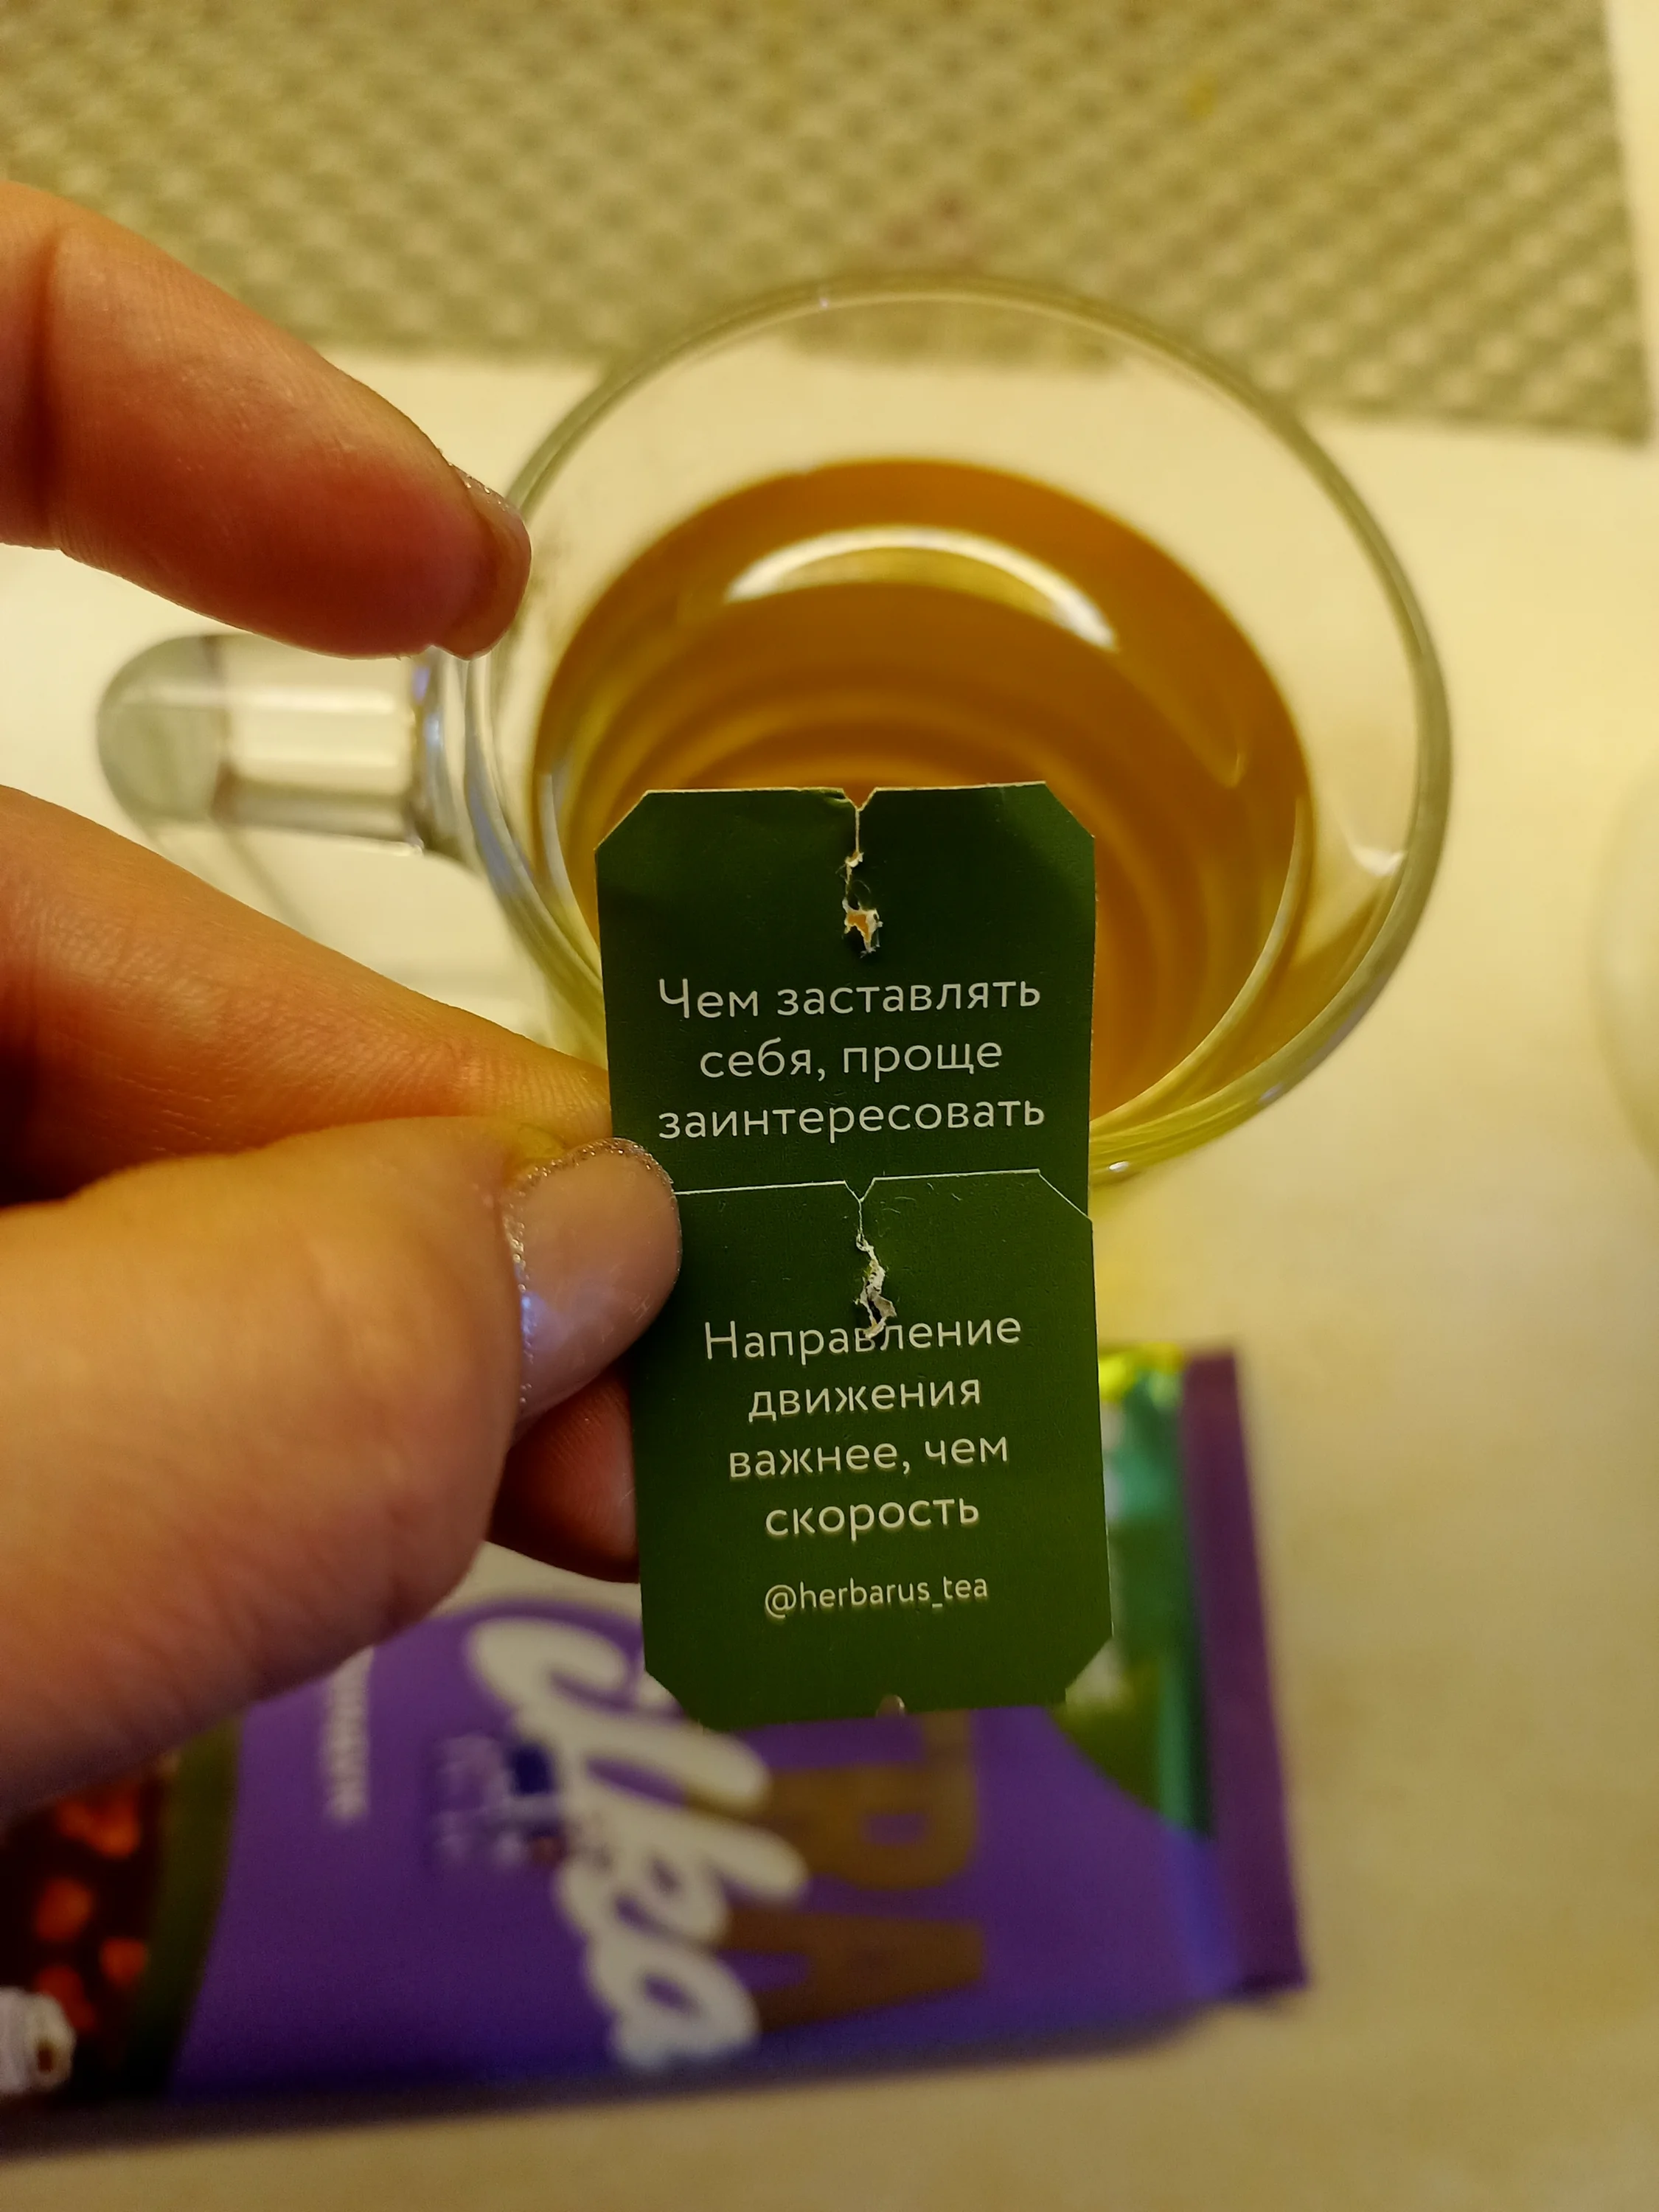 Чем заставлять
себя, проще
заинтересовать
Направление
движения
важнее, чем
скорость
@herbarus_tea